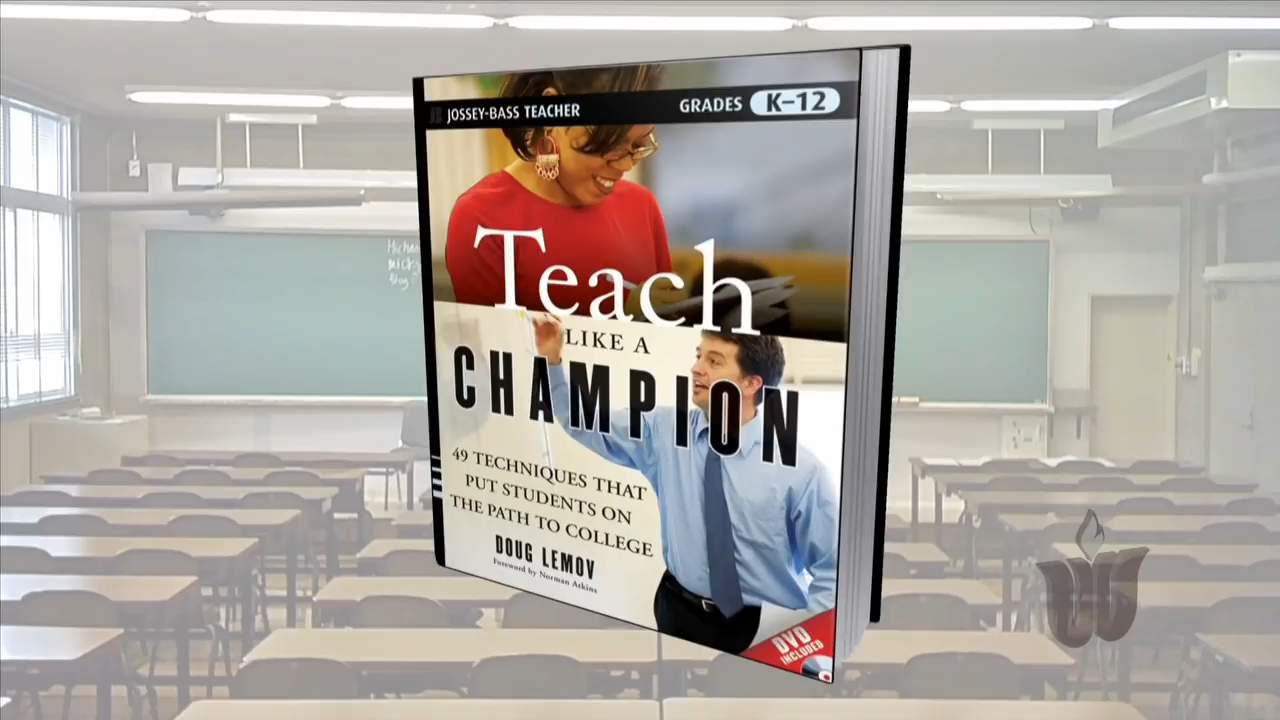 JOSSEY-BASS TEACHER
GRADES K–12
Teach
LIKE A
CHAMPION
49 TECHNIQUES THAT
PUT STUDENTS ON
THE PATH TO COLLEGE
DOUG LEMOV
Foreword by Norman Atkins
DVD
INCLUDED